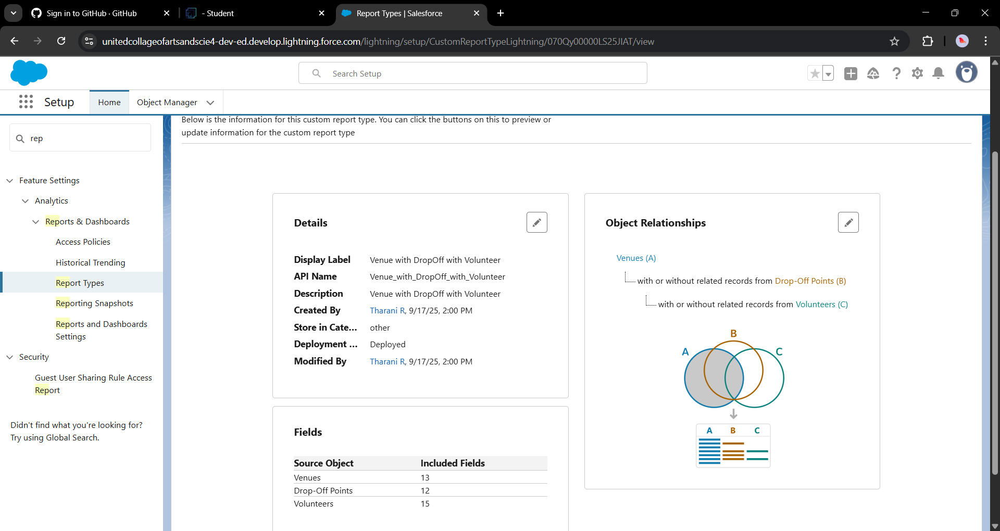 Sign in to GitHub · GitHub
- Student
Report Types | Salesforce
unitedcollageofartsandscie4-dev-ed.develop.lightning.force.com/lightning/setup/CustomReportTypeLightning/070Qy00000LS25JIAT/view
Search Setup
Setup
Home
Object Manager
rep
Feature Settings
Analytics
Reports & Dashboards
Access Policies
Historical Trending
Report Types
Reporting Snapshots
Reports and Dashboards
Settings
Security
Guest User Sharing Rule Access
Report
Didn't find what you're looking for?
Try using Global Search.
Below is the information for this custom report type. You can click the buttons on this to preview or
update information for the custom report type
Details
Display Label Venue with DropOff with Volunteer
API Name Venue_with_DropOff_with_Volunteer
Description Venue with DropOff with Volunteer
Created By Tharani R, 9/17/25, 2:00 PM
Store in Cate... other
Deployment ... Deployed
Modified By Tharani R, 9/17/25, 2:00 PM
Fields
Source Object Included Fields
Venues 13
Drop-Off Points 12
Volunteers 15
Object Relationships
Venues (A)
with or without related records from Drop-Off Points (B)
with or without related records from Volunteers (C)
B
A C
A B C